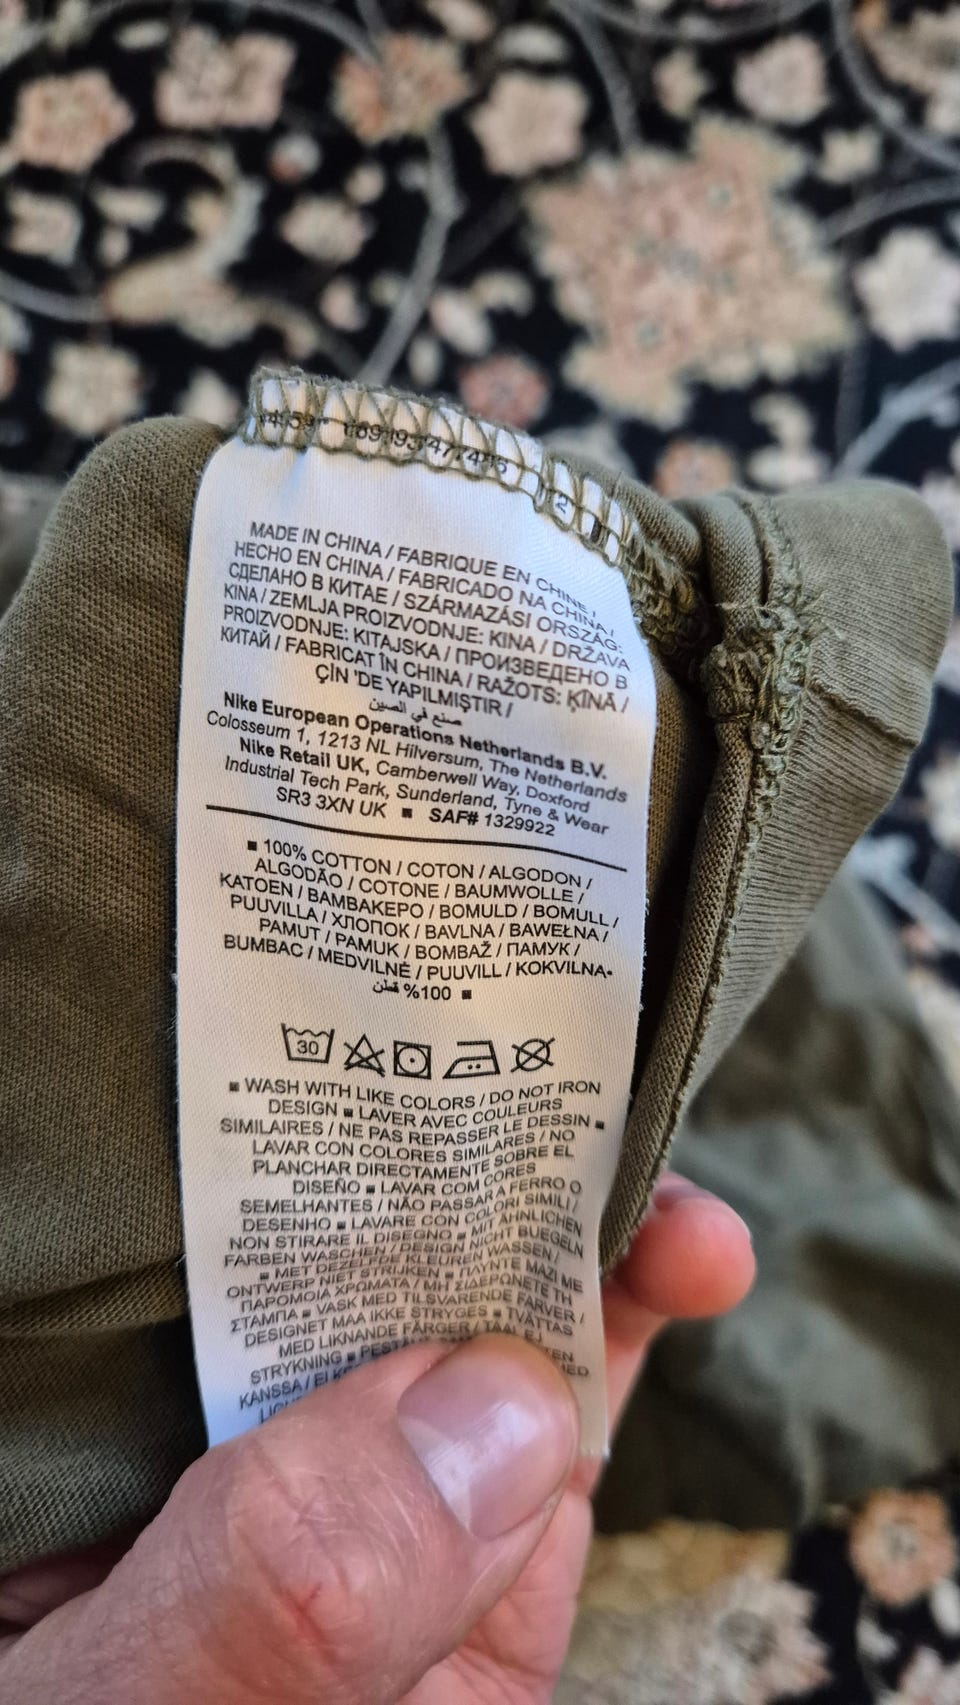 MADE IN CHINA / FABRIQUE EN CHINE /
HECHO EN CHINA / FABRICADO NA CHINA /
СДЕЛАНО В КИТАЕ / SZÁRMAZÁSI ORSZÁG:
KINA / ZEMLJA PROIZVODNJE: KINA / DRŽAVA
PROIZVODNJE: KITAJSKA / ПРОИЗВЕДЕНО В
КИТАЙ / FABRICAT ÎN CHINA / RAŽOTS: ĶĪNĀ /
ÇİN 'DE YAPILMIŞTIR /
صنع في الصين
Nike European Operations Netherlands B.V.
Colosseum 1, 1213 NL Hilversum, The Netherlands
Nike Retail UK, Camberwell Way, Doxford
Industrial Tech Park, Sunderland, Tyne & Wear
SR3 3XN UK ■ SAF# 1329922
■ 100% COTTON / COTON / ALGODON /
ALGODÃO / COTONE / BAUMWOLLE /
KATOEN / ΒΑΜΒΑΚΕΡΟ / BOMULD / BOMULL /
PUUVILLA / ХЛОПОК / BAVLNA / BAWEŁNA /
PAMUT / PAMUK / BOMBAŽ / ПАМУК /
BUMBAC / MEDVILNĖ / PUUVILL / KOKVILNA•
100% قطن ■
30
■ WASH WITH LIKE COLORS / DO NOT IRON
DESIGN ■ LAVER AVEC COULEURS
SIMILAIRES / NE PAS REPASSER LE DESSIN ■
LAVAR CON COLORES SIMILARES / NO
PLANCHAR DIRECTAMENTE SOBRE EL
DISEÑO ■ LAVAR COM CORES
SEMELHANTES / NÃO PASSAR A FERRO O
DESENHO ■ LAVARE CON COLORI SIMILI /
NON STIRARE IL DISEGNO ■ MIT ÄHNLICHEN
FARBEN WASCHEN / DESIGN NICHT BUEGELN
■ MET DEZELFDE KLEUREN WASSEN /
ONTWERP NIET STRIJKEN ■ ΠΛΥΝΤΕ ΜΑΖΙ ΜΕ
ΠΑΡΟΜΟΙΑ ΧΡΩΜΑΤΑ / ΜΗ ΣΙΔΕΡΩΝΕΤΕ ΤΗ
ΣΤΑΜΠΑ ■ VASK MED TILSVARENDE FARVER /
DESIGNET MAA IKKE STRYGES ■ TVÄTTAS
MED LIKNANDE FÄRGER / TAAL EJ
STRYKNING ■
KANSSA /